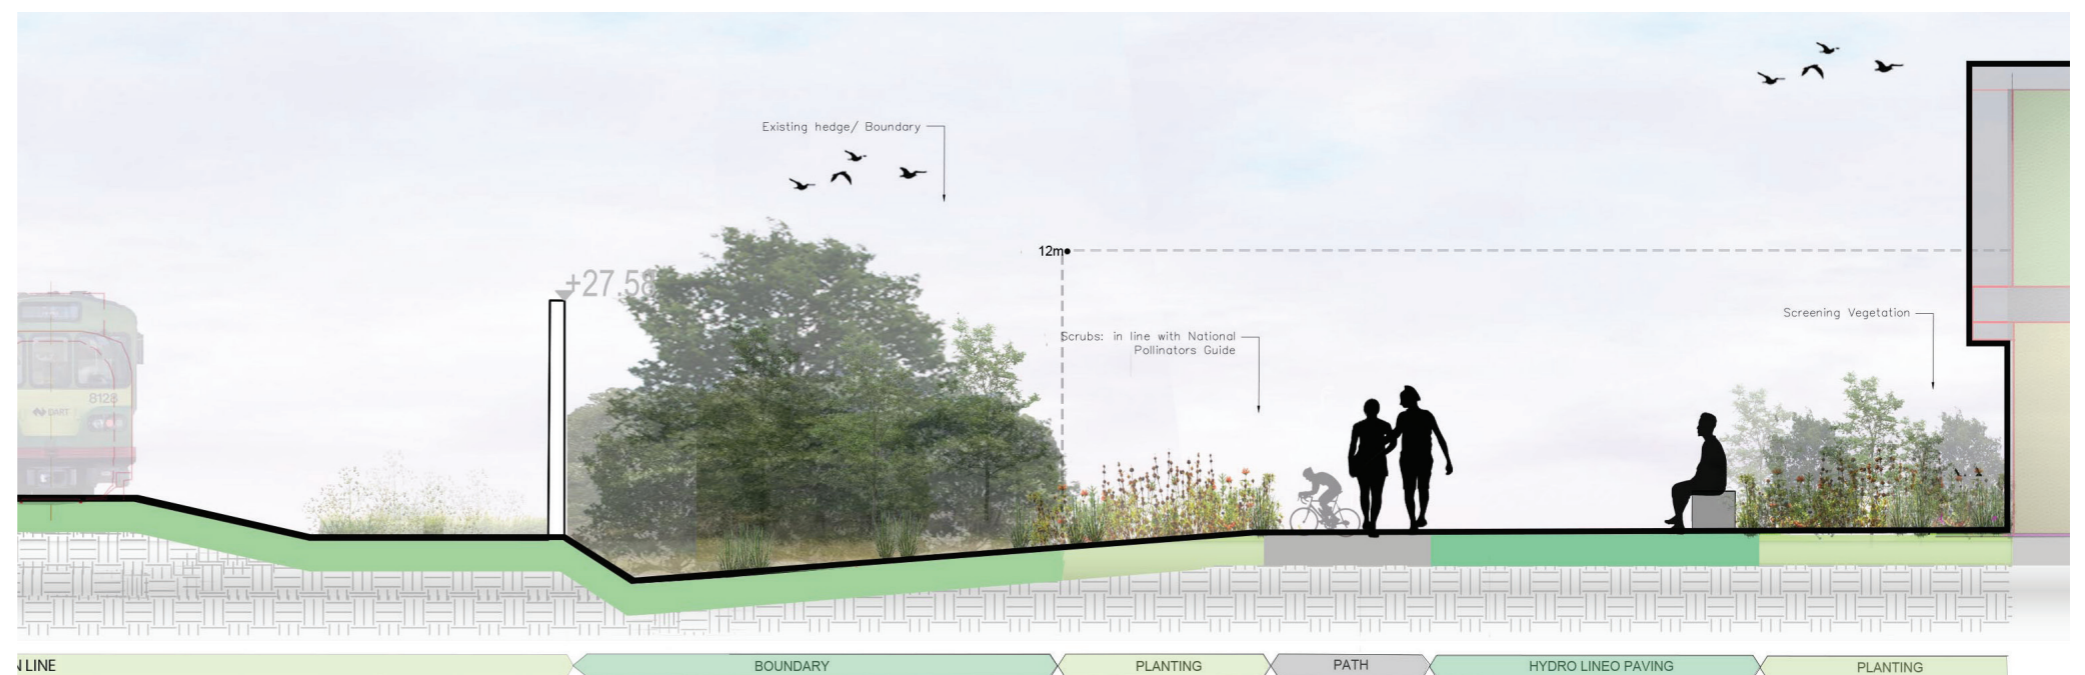 Existing hedge/ Boundary
12m
+27.58
Scrubs: in line with National
Pollinators Guide
Screening Vegetation
8128
DART
N LINE
BOUNDARY
PLANTING
PATH
HYDRO LINEO PAVING
PLANTING